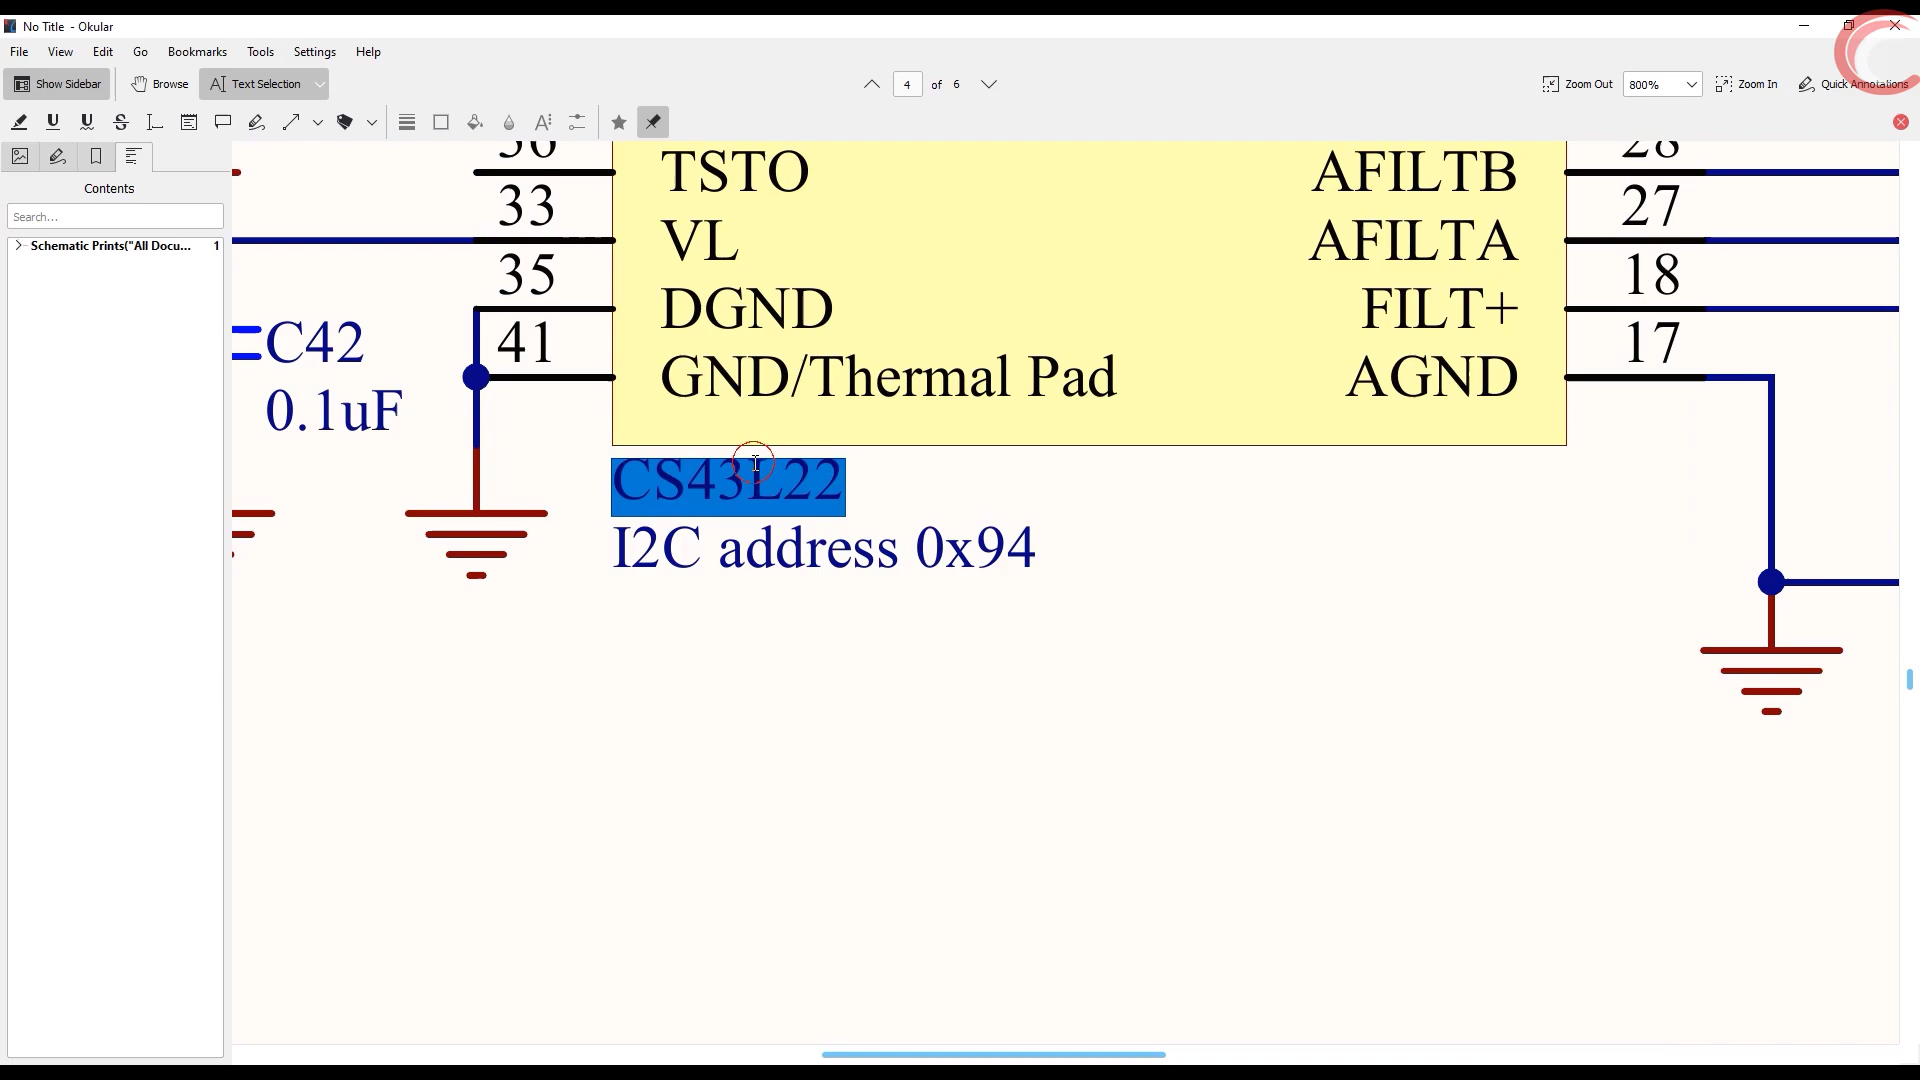 No Title - Okular
File View Edit Go Bookmarks Tools Settings Help
Show Sidebar Browse Text Selection 4 of 6 Zoom Out 800% Zoom In Quick Annotations
Contents
Search...
Schematic Prints("All Docu... 1
TSTO AFILTB 28
33 27
VL AFILTA
35 18
DGND FILT+
C42 41 17
GND/Thermal Pad AGND
0.1uF
CS43L22
I2C address 0x94